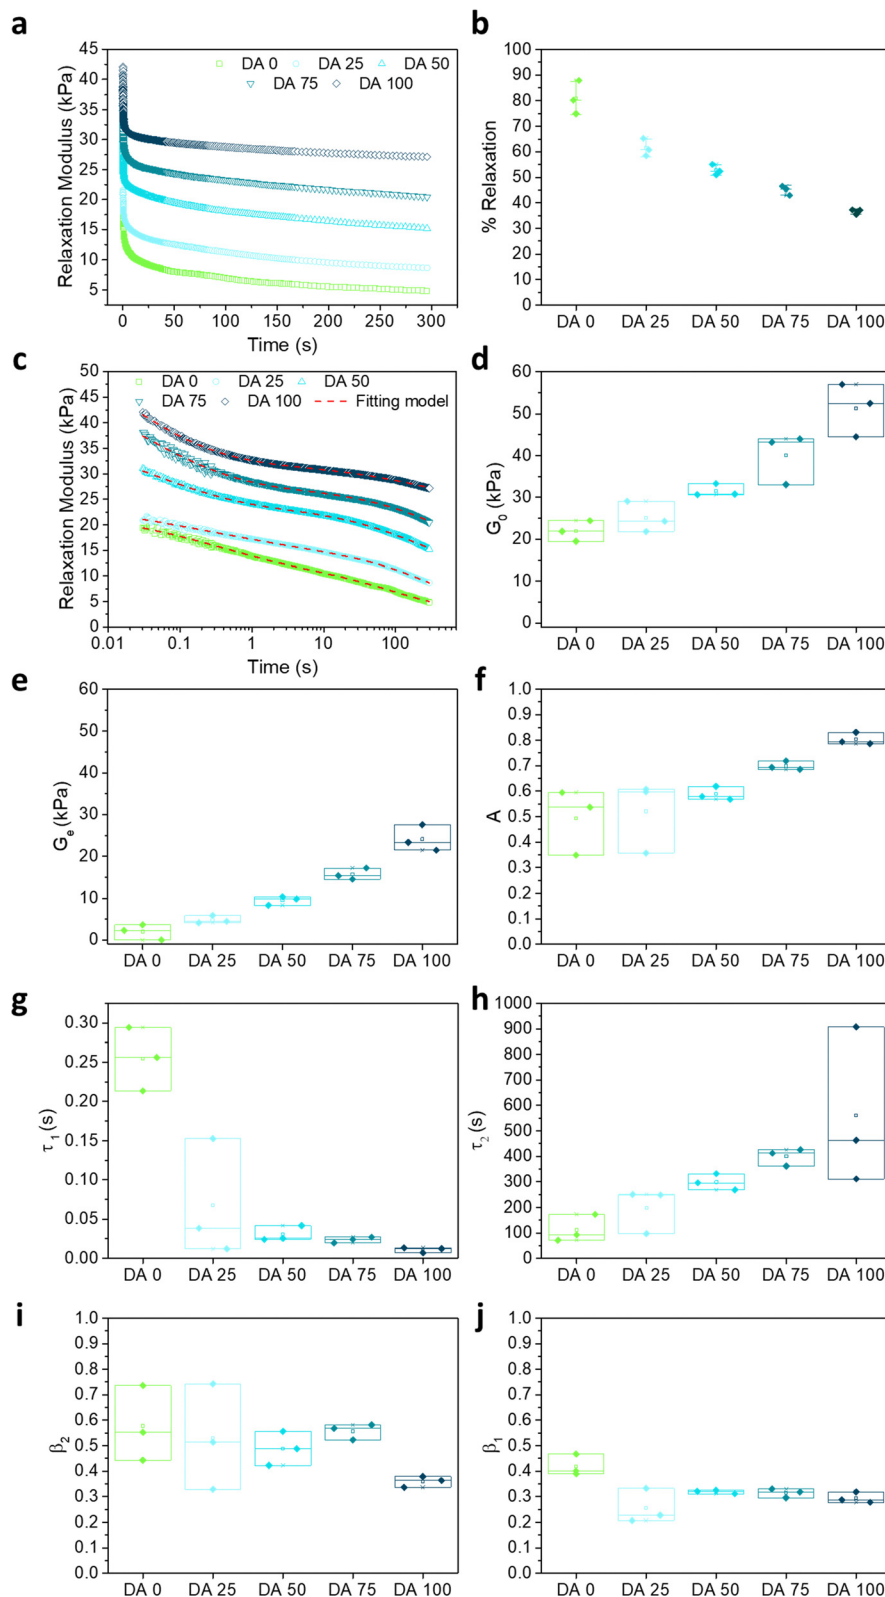 a
Relaxation Modulus (kPa)
45
40
35
30
25
20
15
10
5
DA 0 DA 25 DA 50
DA 75 DA 100
0 50 100 150 200 250 300
Time (s)
b
% Relaxation
100
90
80
70
60
50
40
30
20
10
0
DA 0 DA 25 DA 50 DA 75 DA 100
c
Relaxation Modulus (kPa)
50
45
40
35
30
25
20
15
10
5
0
DA 0 DA 25 DA 50
DA 75 DA 100 Fitting model
0.01 0.1 1 10 100
Time (s)
d
G0 (kPa)
60
50
40
30
20
10
0
DA 0 DA 25 DA 50 DA 75 DA 100
e
Ge (kPa)
60
50
40
30
20
10
0
DA 0 DA 25 DA 50 DA 75 DA 100
f
A
1.0
0.9
0.8
0.7
0.6
0.5
0.4
0.3
0.2
0.1
0.0
DA 0 DA 25 DA 50 DA 75 DA 100
g
τ1 (s)
0.30
0.25
0.20
0.15
0.10
0.05
0.00
DA 0 DA 25 DA 50 DA 75 DA 100
h
τ2 (s)
1000
900
800
700
600
500
400
300
200
100
0
DA 0 DA 25 DA 50 DA 75 DA 100
i
β2
1.0
0.9
0.8
0.7
0.6
0.5
0.4
0.3
0.2
0.1
0.0
DA 0 DA 25 DA 50 DA 75 DA 100
j
β1
1.0
0.9
0.8
0.7
0.6
0.5
0.4
0.3
0.2
0.1
0.0
DA 0 DA 25 DA 50 DA 75 DA 100